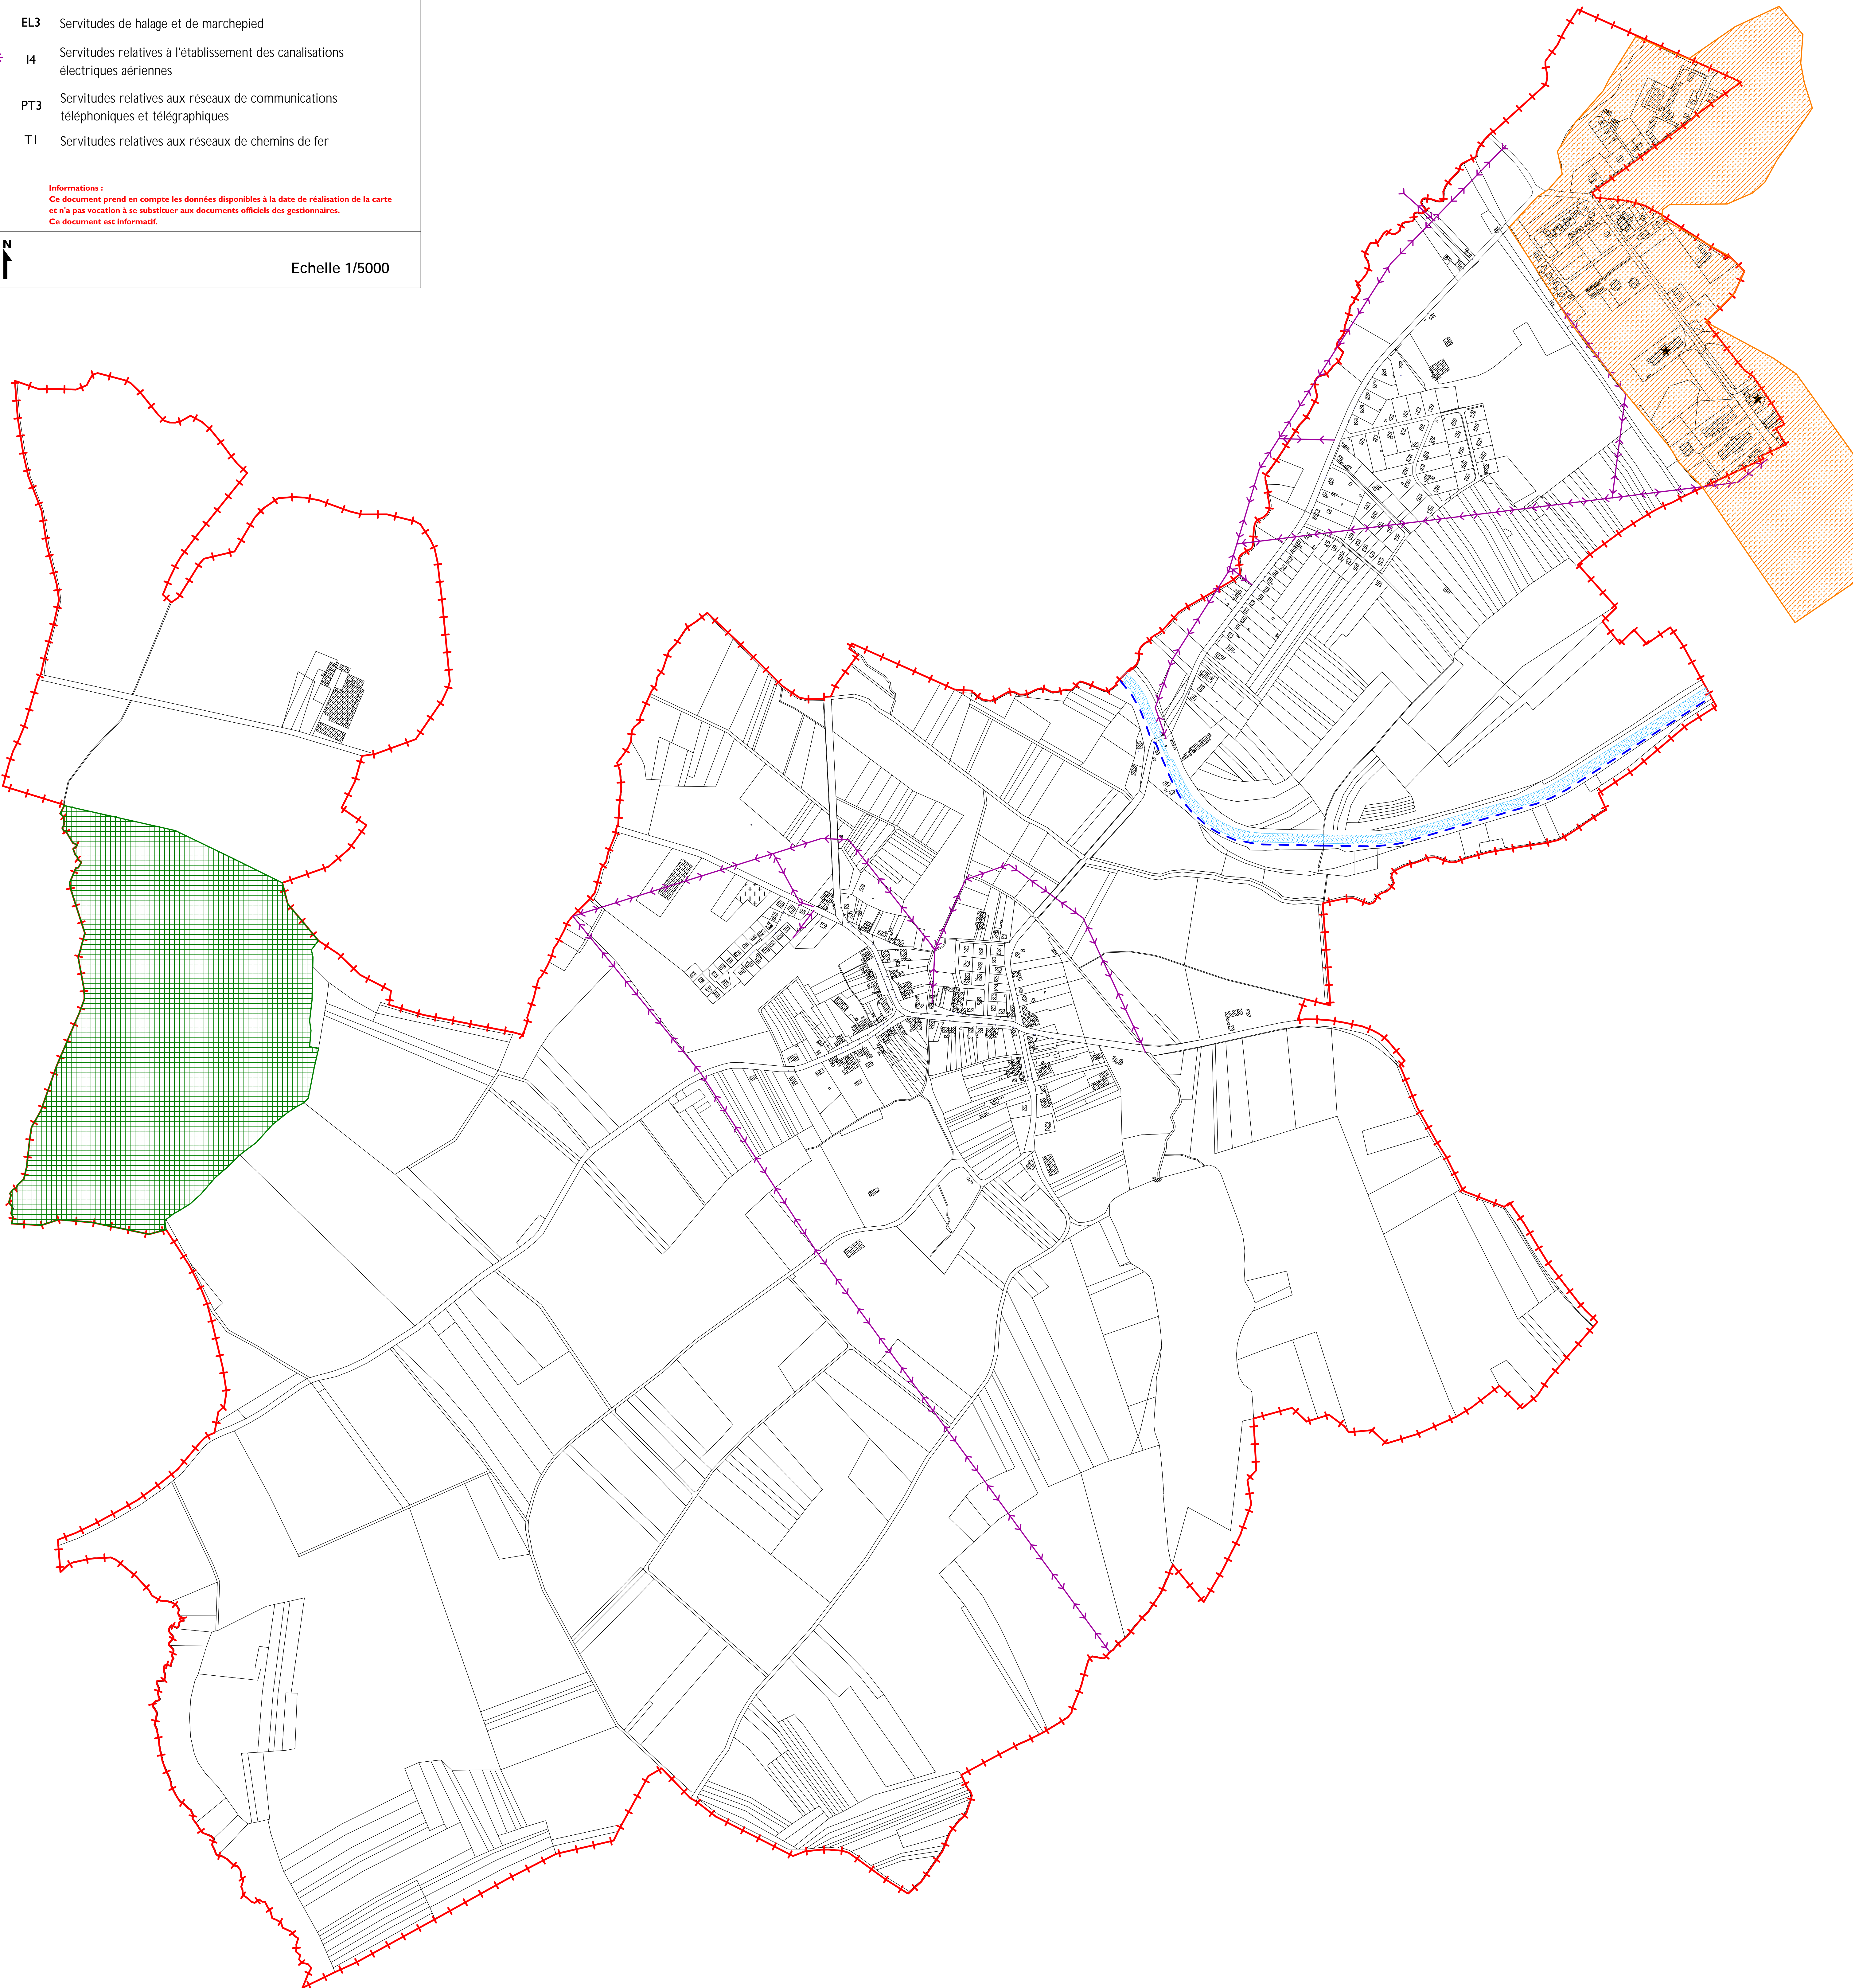 EL3 Servitudes de halage et de marchepied
I4 Servitudes relatives à l'établissement des canalisations
électriques aériennes
PT3 Servitudes relatives aux réseaux de communications
téléphoniques et télégraphiques
T1 Servitudes relatives aux réseaux de chemins de fer
Informations :
Ce document prend en compte les données disponibles à la date de réalisation de la carte
et n'a pas vocation à se substituer aux documents officiels des gestionnaires.
Ce document est informatif.
N
Echelle 1/5000